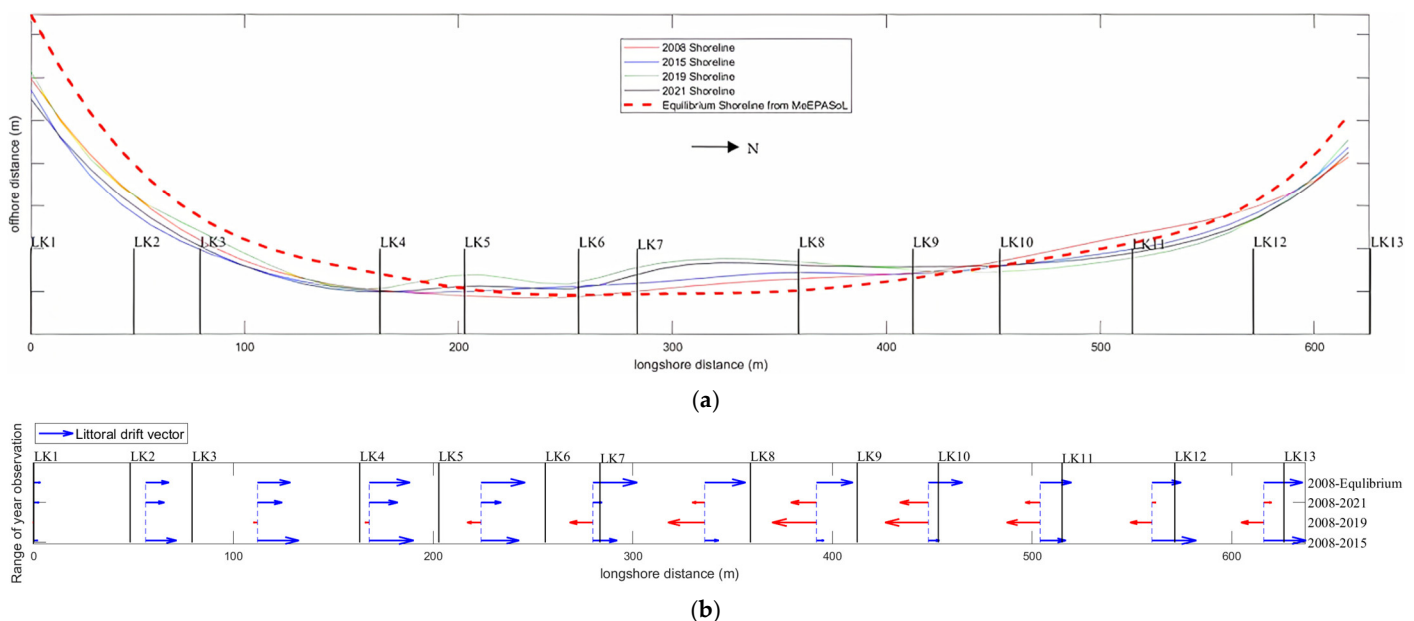 2008 Shoreline
2015 Shoreline
2019 Shoreline
2021 Shoreline
Equilibrium Shoreline from MeEPASoL
N
offhore distance (m)
LK1 LK2 LK3 LK4 LK5 LK6 LK7 LK8 LK9 LK10 LK11 LK12 LK13
0 100 200 300 400 500 600
longshore distance (m)
(a)
Range of year observation
Littoral drift vector
LK1 LK2 LK3 LK4 LK5 LK6 LK7 LK8 LK9 LK10 LK11 LK12 LK13
2008-Equlibrium
2008-2021
2008-2019
2008-2015
0 100 200 300 400 500 600
longshore distance (m)
(b)